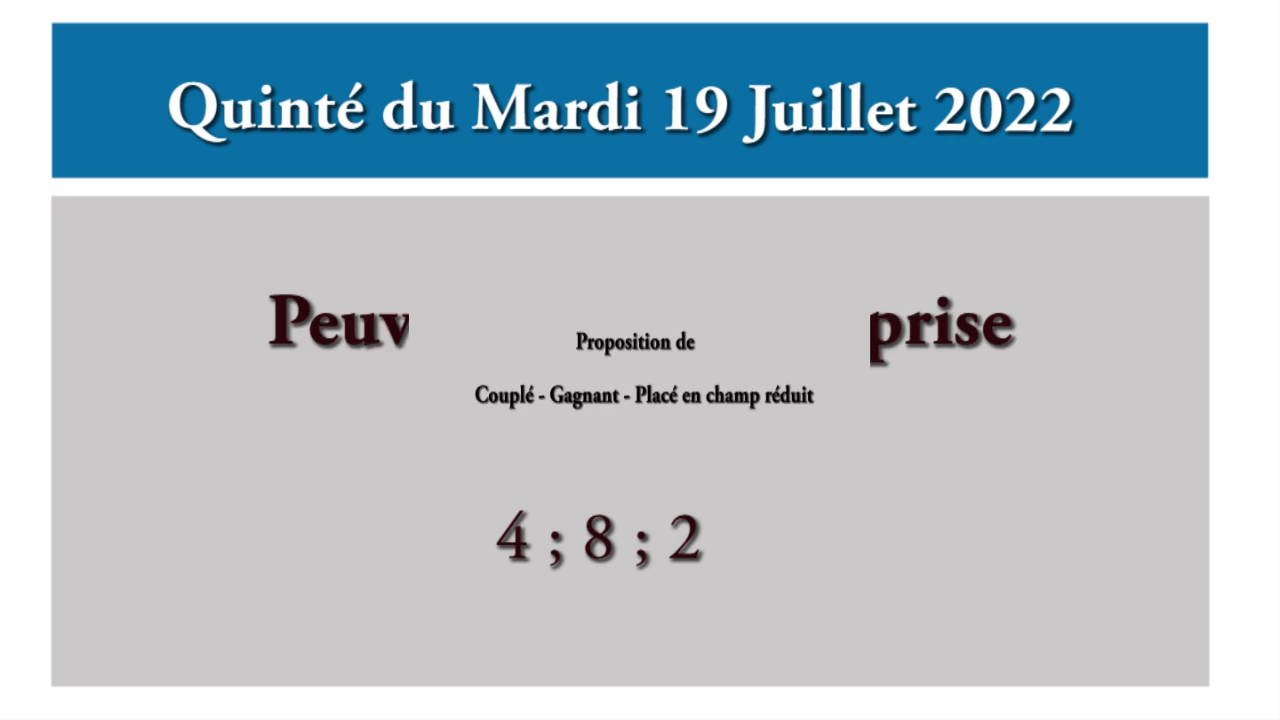 Quinté du Mardi 19 Juillet 2022
Peuv prise
Proposition de
Couplé - Gagnant - Placé en champ réduit
4 ; 8 ; 2